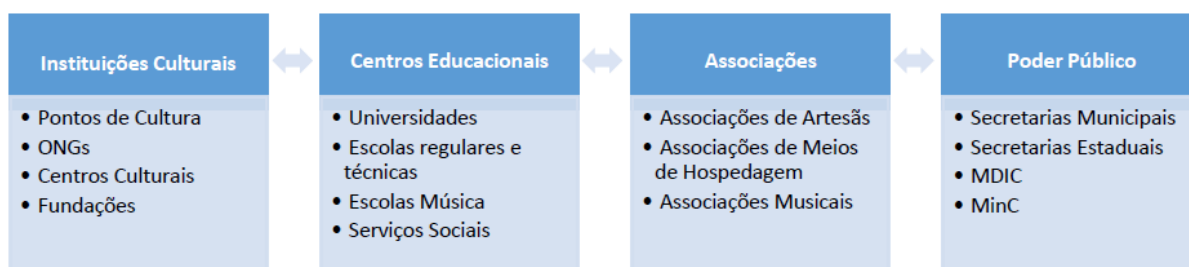 Instituições Culturais
• Pontos de Cultura
• ONGs
• Centros Culturais
• Fundações
Centros Educacionais
• Universidades
• Escolas regulares e
técnicas
• Escolas Música
• Serviços Sociais
Associações
• Associações de Artesãs
• Associações de Meios
de Hospedagem
• Associações Musicais
Poder Público
• Secretarias Municipais
• Secretarias Estaduais
• MDIC
• MinC